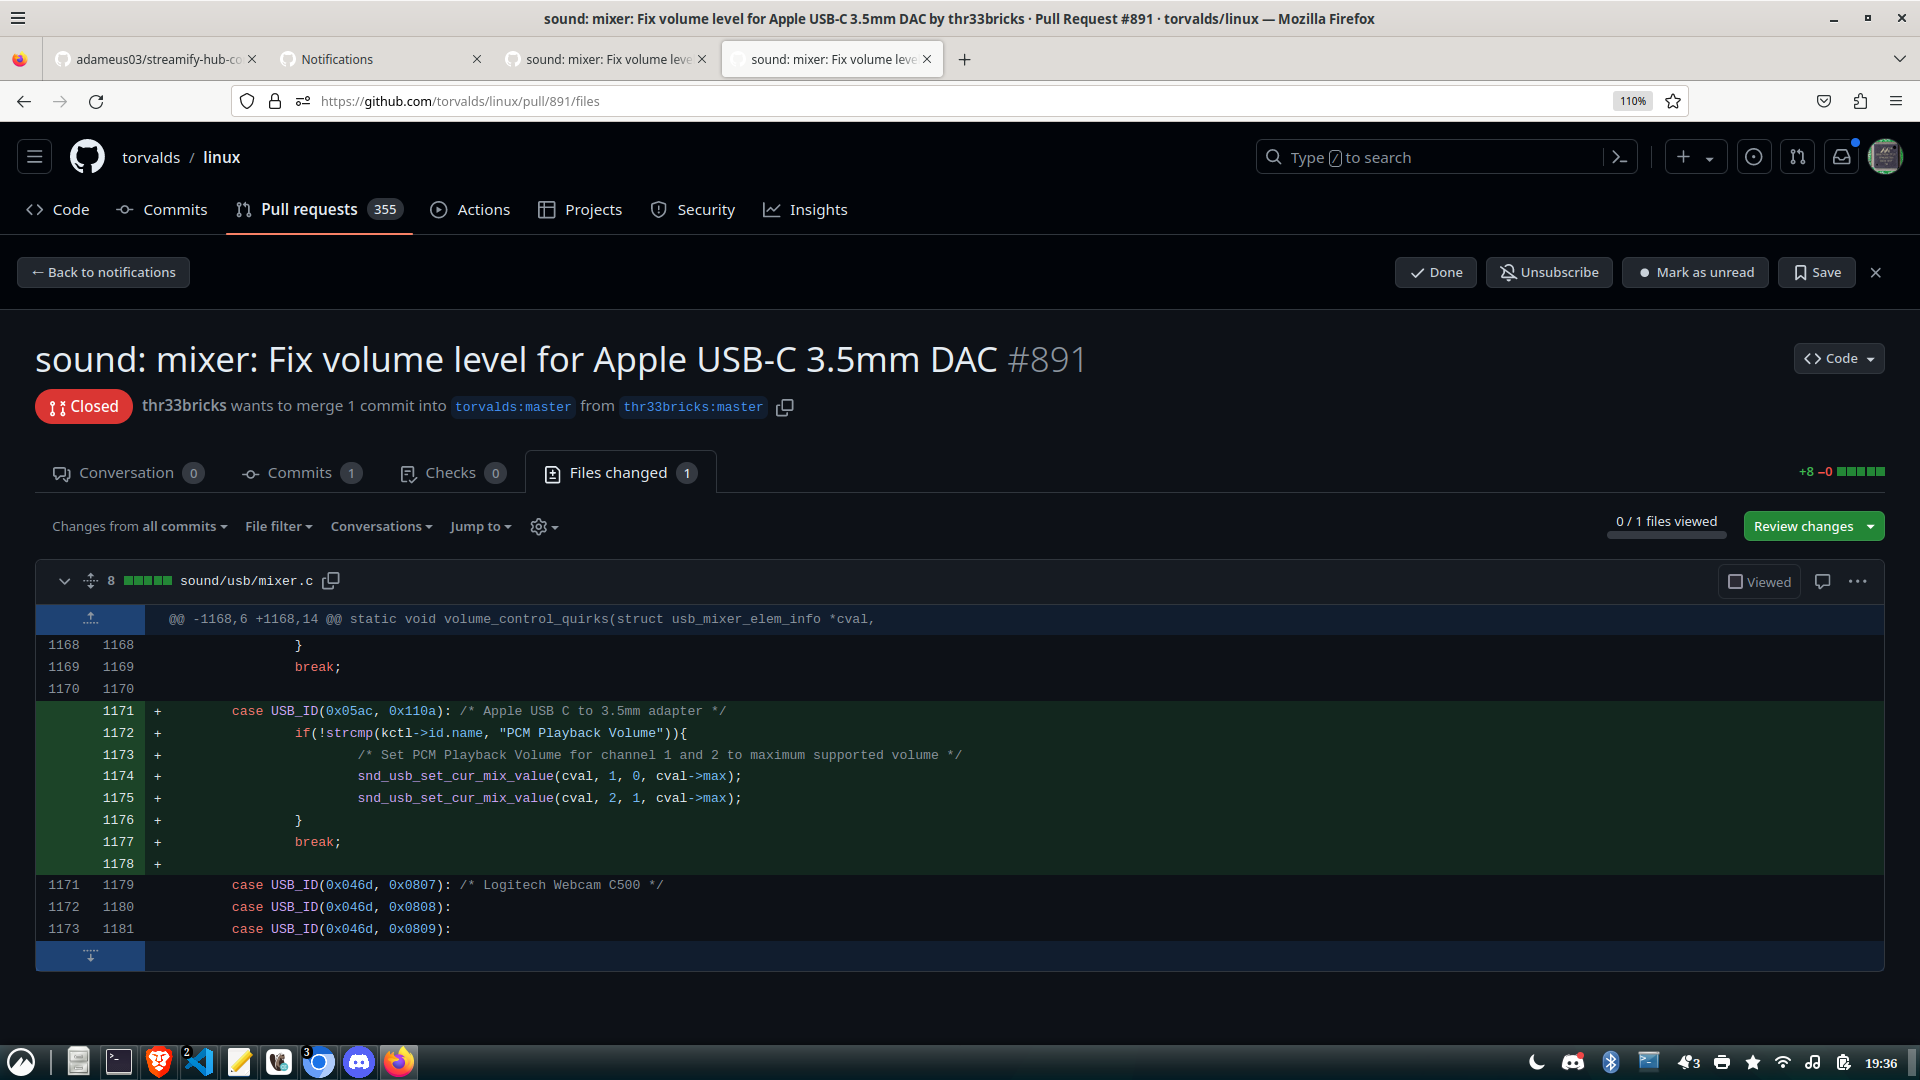 sound: mixer: Fix volume level for Apple USB-C 3.5mm DAC by thr33bricks · Pull Request #891 · torvalds/linux — Mozilla Firefox
adameus03/streamify-hub-co
Notifications
sound: mixer: Fix volume leve
sound: mixer: Fix volume leve
https://github.com/torvalds/linux/pull/891/files
110%
torvalds / linux
Type / to search
Code
Commits
Pull requests 355
Actions
Projects
Security
Insights
← Back to notifications
Done
Unsubscribe
Mark as unread
Save
sound: mixer: Fix volume level for Apple USB-C 3.5mm DAC #891
Code
Closed
thr33bricks wants to merge 1 commit into torvalds:master from thr33bricks:master
Conversation 0
Commits 1
Checks 0
Files changed 1
+8 −0
Changes from all commits
File filter
Conversations
Jump to
0 / 1 files viewed
Review changes
8 sound/usb/mixer.c
Viewed
@@ -1168,6 +1168,14 @@ static void volume_control_quirks(struct usb_mixer_elem_info *cval,
1168 1168 }
1169 1169 break;
1170 1170
1171 + case USB_ID(0x05ac, 0x110a): /* Apple USB C to 3.5mm adapter */
1172 + if(!strcmp(kctl->id.name, "PCM Playback Volume")){
1173 + /* Set PCM Playback Volume for channel 1 and 2 to maximum supported volume */
1174 + snd_usb_set_cur_mix_value(cval, 1, 0, cval->max);
1175 + snd_usb_set_cur_mix_value(cval, 2, 1, cval->max);
1176 + }
1177 + break;
1178 +
1171 1179 case USB_ID(0x046d, 0x0807): /* Logitech Webcam C500 */
1172 1180 case USB_ID(0x046d, 0x0808):
1173 1181 case USB_ID(0x046d, 0x0809):
2
3
3
19:36